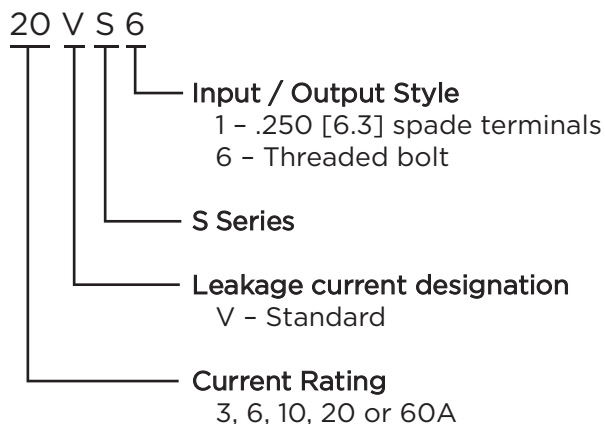 20 V S 6
Input / Output Style
1 – .250 [6.3] spade terminals
6 – Threaded bolt
S Series
Leakage current designation
V – Standard
Current Rating
3, 6, 10, 20 or 60A